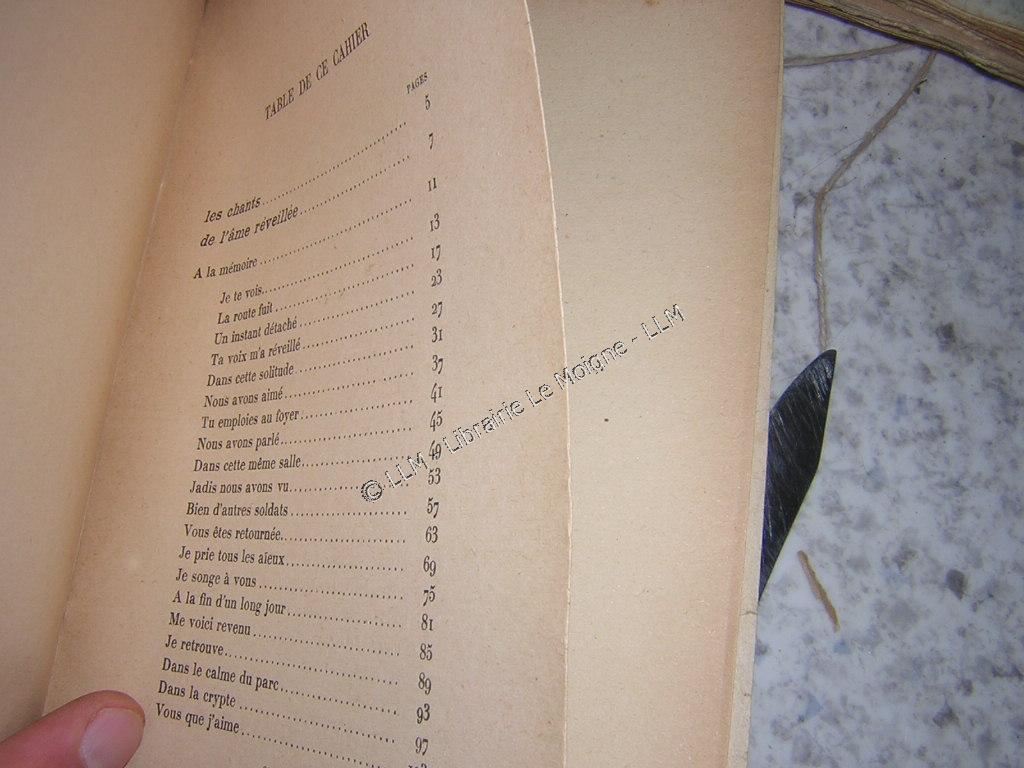 TABLE DE CE CAHIER
PAGES
les chants 5
de l'âme réveillée 7
A la mémoire 11
Je te vois 13
La route fuit 17
Un instant détaché 23
Ta voix m'a réveillé 27
Dans cette solitude 31
Nous avons aimé 37
Tu emploies au foyer 41
Nous avons parlé 45
Dans cette même salle 49
Jadis nous avons vu 53
Bien d'autres soldats 57
Vous êtes retournée 63
Je prie tous les aïeux 69
Je songe à vous 75
A la fin d'un long jour 81
Me voici revenu 85
Je retrouve 89
Dans le calme du parc 93
Dans la crypte 97
Vous que j'aime
© LLM - Librairie Le Moigne - LLM